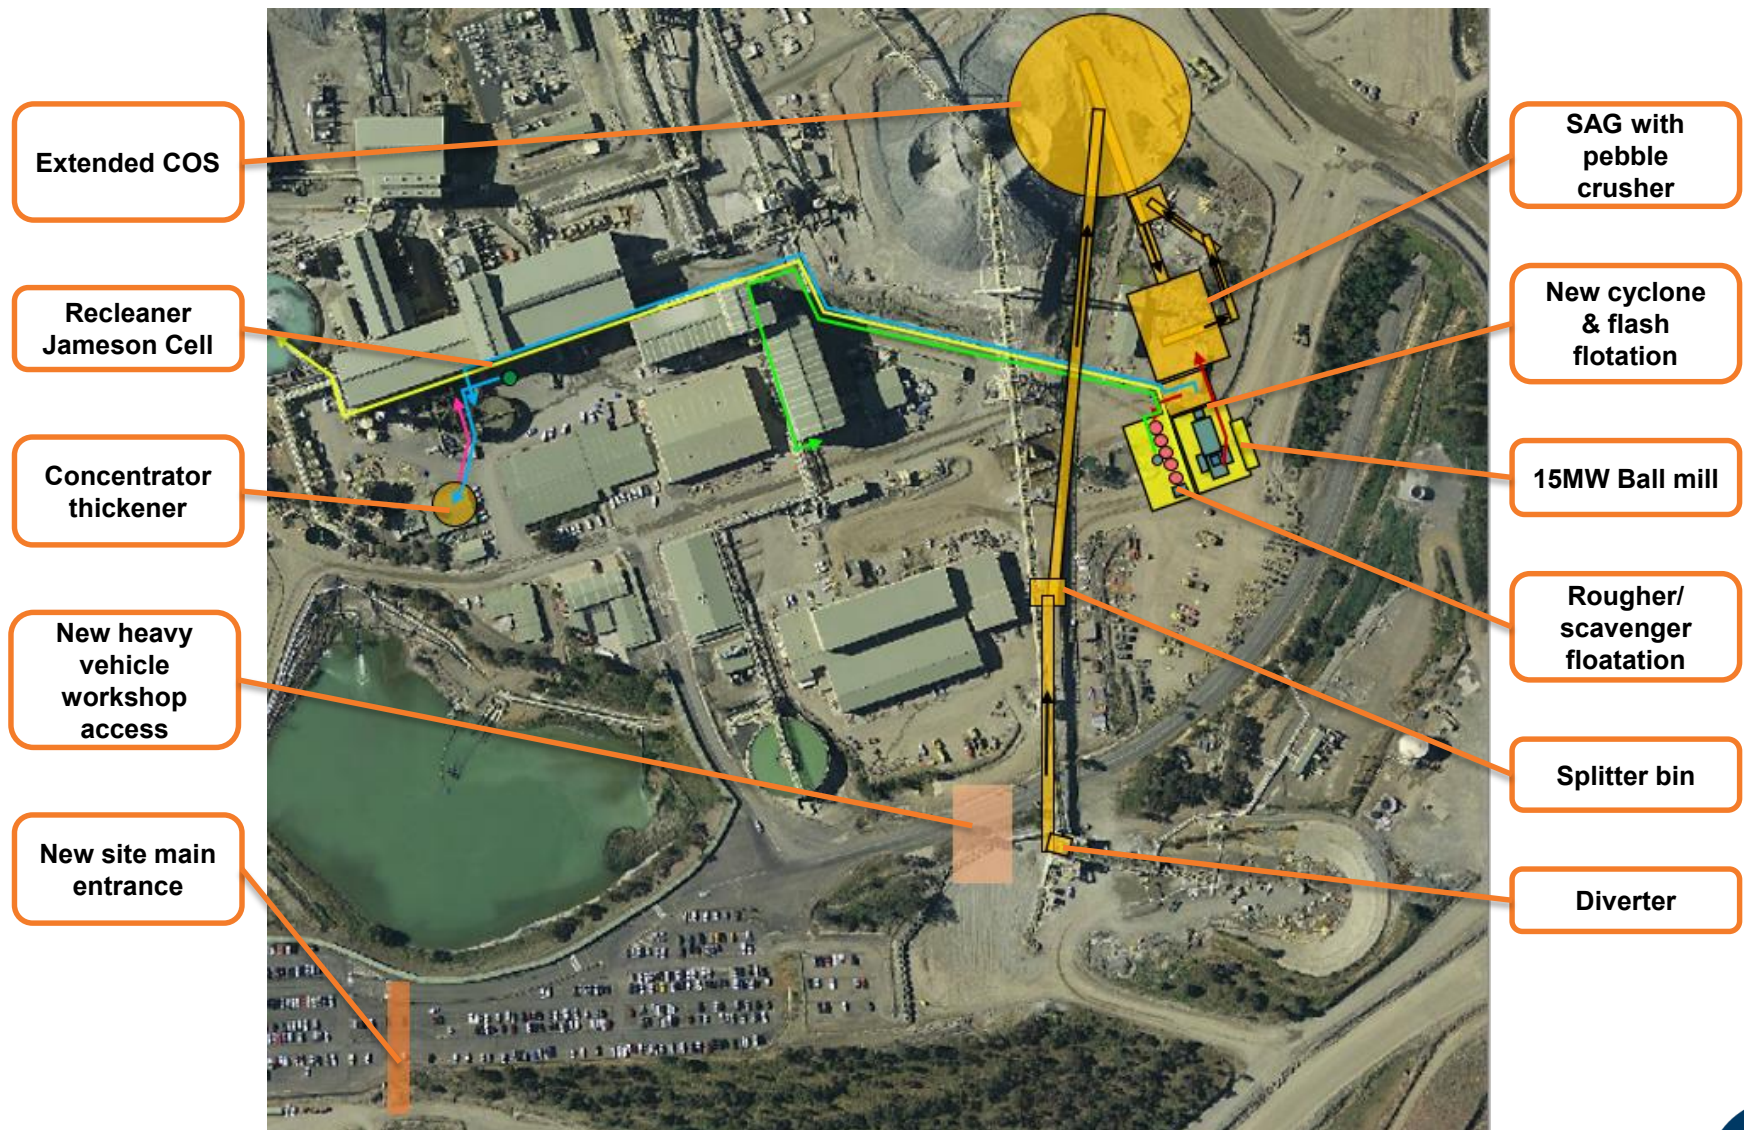 Extended COS
Recleaner
Jameson Cell
Concentrator
thickener
New heavy
vehicle
workshop
access
New site main
entrance
SAG with
pebble
crusher
New cyclone
& flash
flotation
15MW Ball mill
Rougher/
scavenger
floatation
Splitter bin
Diverter